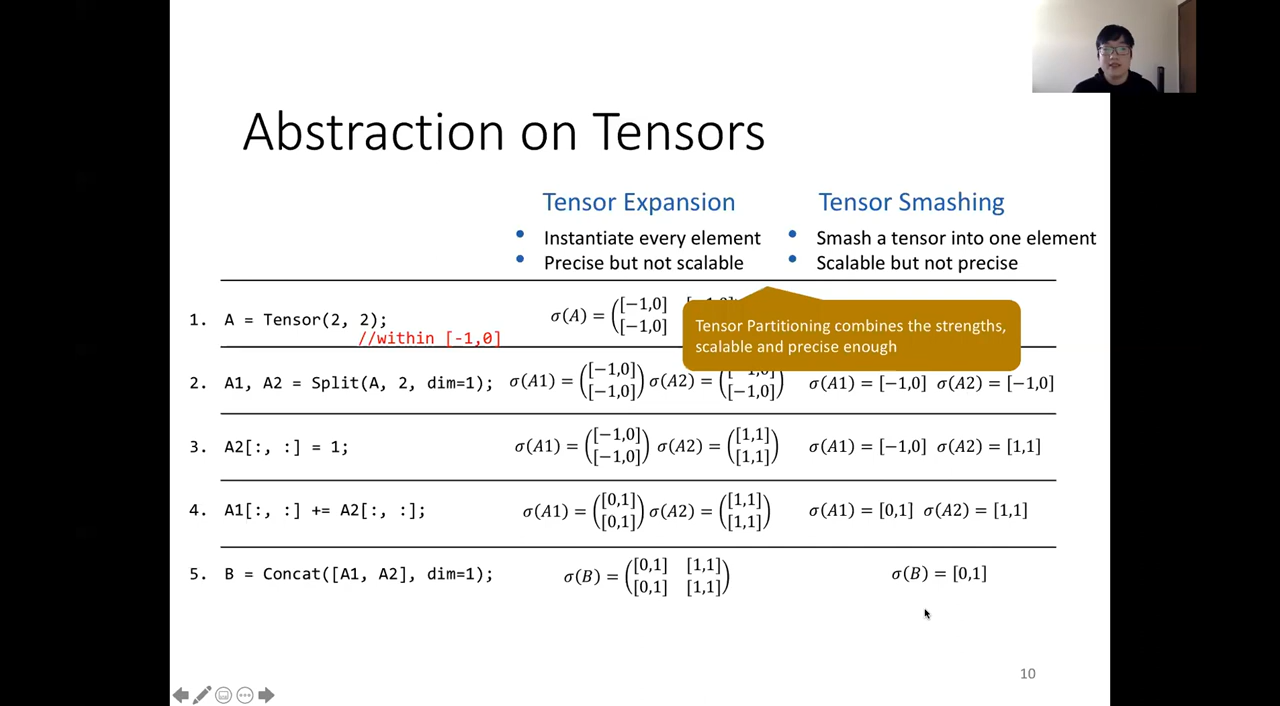 Abstraction on Tensors
Tensor Expansion
• Instantiate every element
• Precise but not scalable
Tensor Smashing
• Smash a tensor into one element
• Scalable but not precise
1. A = Tensor(2, 2);
//within [-1,0]
σ(A) = ([−1,0]
[−1,0]
Tensor Partitioning combines the strengths,
scalable and precise enough
2. A1, A2 = Split(A, 2, dim=1);
σ(A1) = ([−1,0]
[−1,0]) σ(A2) = ([−1,0]
[−1,0])
σ(A1) = [−1,0] σ(A2) = [−1,0]
3. A2[:, :] = 1;
σ(A1) = ([−1,0]
[−1,0]) σ(A2) = ([1,1]
[1,1])
σ(A1) = [−1,0] σ(A2) = [1,1]
4. A1[:, :] += A2[:, :];
σ(A1) = ([0,1]
[0,1]) σ(A2) = ([1,1]
[1,1])
σ(A1) = [0,1] σ(A2) = [1,1]
5. B = Concat([A1, A2], dim=1);
σ(B) = ([0,1] [1,1]
[0,1] [1,1])
σ(B) = [0,1]
10